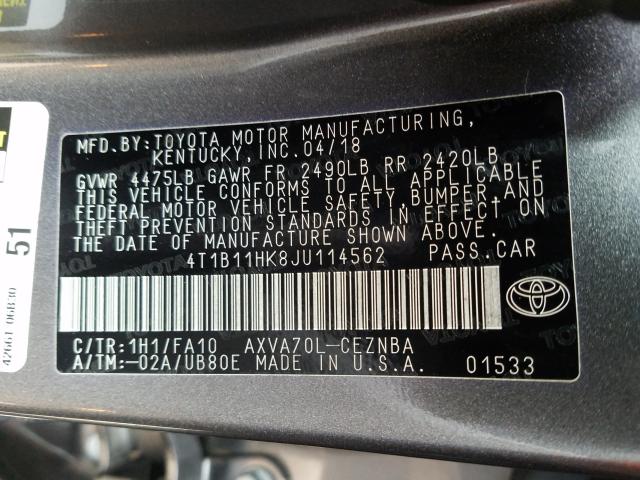 MFD. BY: TOYOTA MOTOR MANUFACTURING,
KENTUCKY, INC. 04/18
GVWR 4475LB GAWR FR 2490LB RR 2420LB
THIS VEHICLE CONFORMS TO ALL APPLICABLE
FEDERAL MOTOR VEHICLE SAFETY, BUMPER, AND
THEFT PREVENTION STANDARDS IN EFFECT ON
THE DATE OF MANUFACTURE SHOWN ABOVE.
4T1B11HK8JU114562 PASS. CAR
C/TR: 1H1/FA10 AXVA70L-CEZNBA
A/TM: -02A/UB80E MADE IN U.S.A. 01533
51
42661-06B30